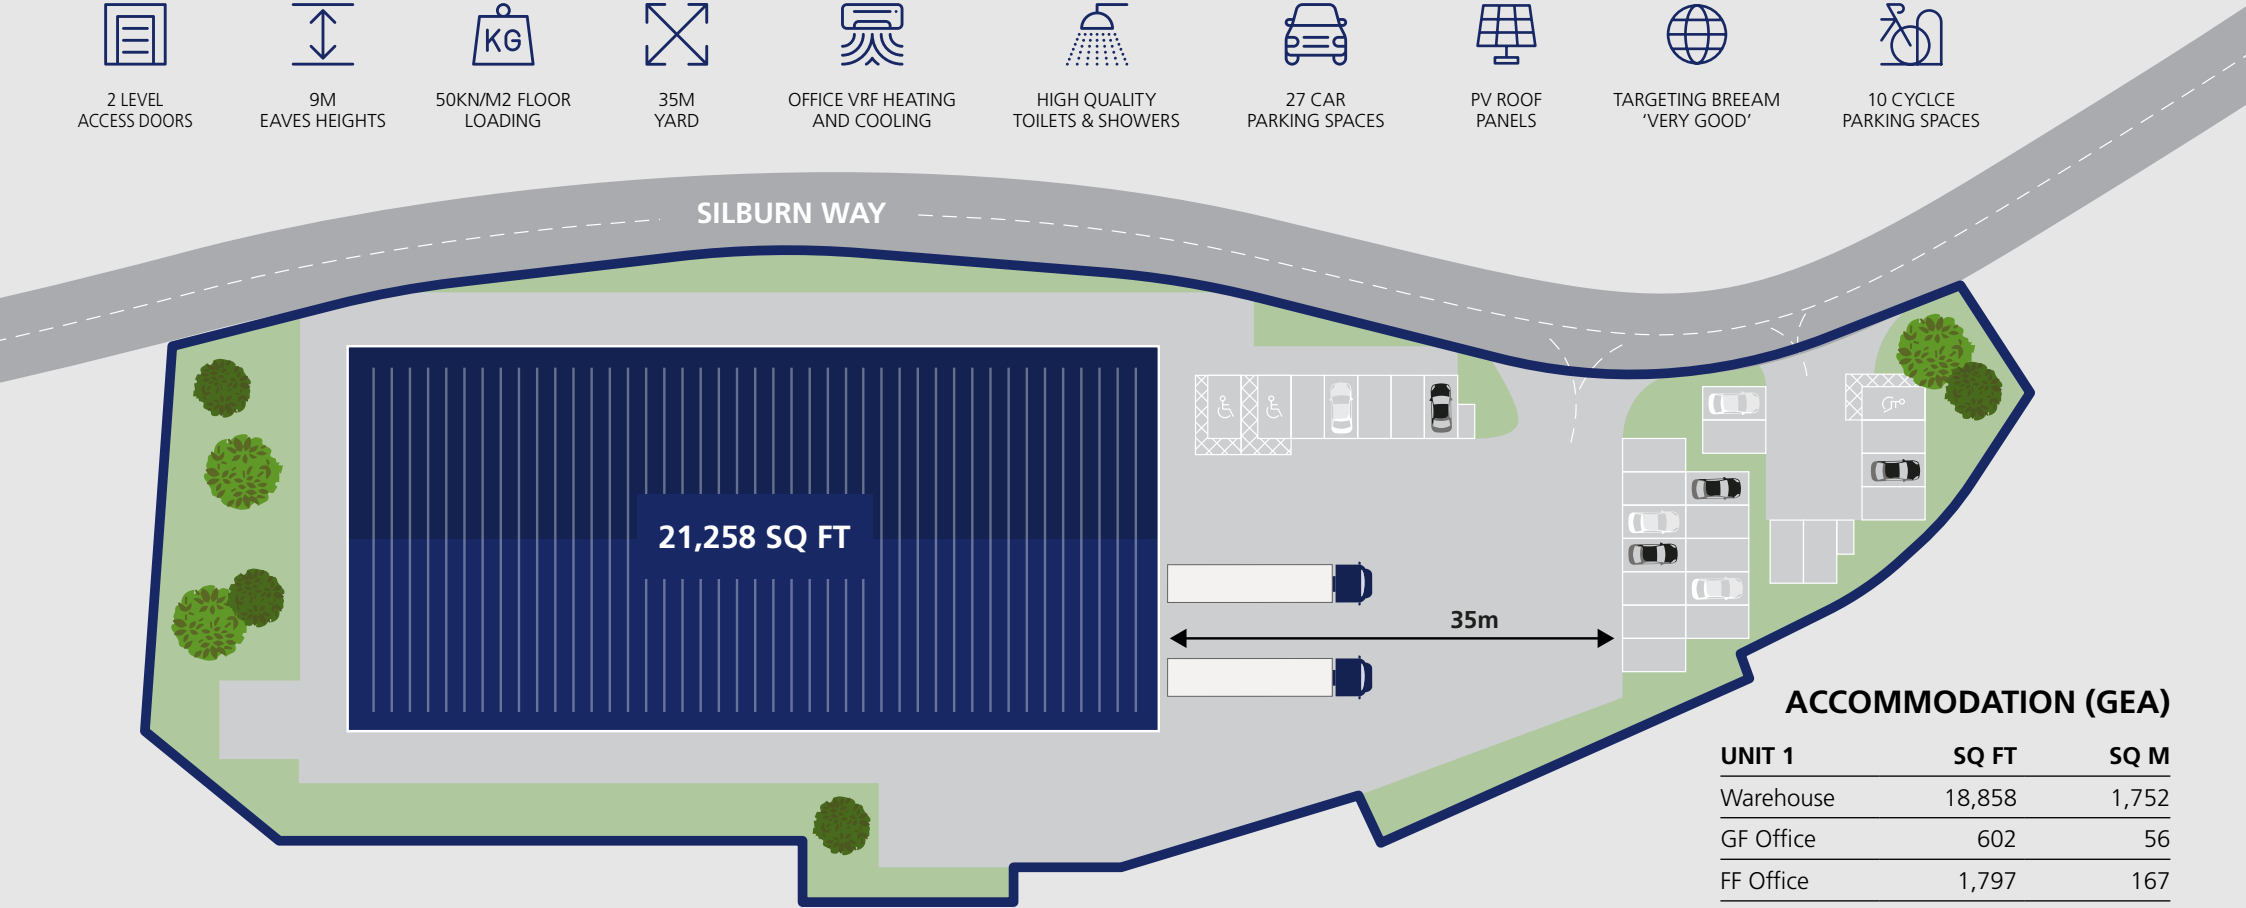 KG
2 LEVEL
ACCESS DOORS
9M
EAVES HEIGHTS
50KN/M2 FLOOR
LOADING
35M
YARD
OFFICE VRF HEATING
AND COOLING
HIGH QUALITY
TOILETS & SHOWERS
27 CAR
PARKING SPACES
PV ROOF
PANELS
TARGETING BREEAM
‘VERY GOOD’
10 CYCLCE
PARKING SPACES
SILBURN WAY
21,258 SQ FT
35m
ACCOMMODATION (GEA)
UNIT 1 SQ FT SQ M
Warehouse 18,858 1,752
GF Office 602 56
FF Office 1,797 167